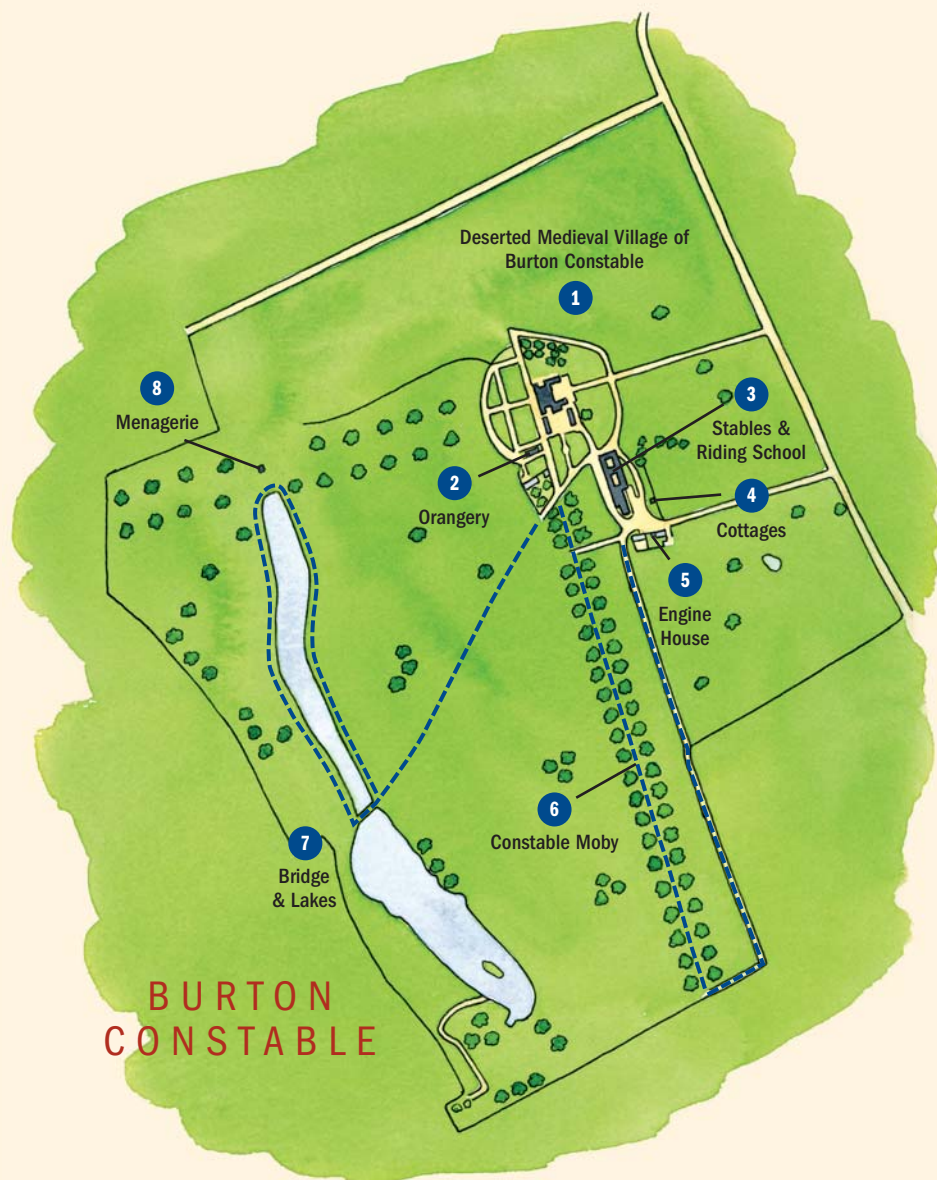 Deserted Medieval Village of
Burton Constable
1
8
Menagerie
3
Stables &
Riding School
2
Orangery
4
Cottages
5
Engine
House
6
Constable Moby
7
Bridge
& Lakes
BURTON
CONSTABLE